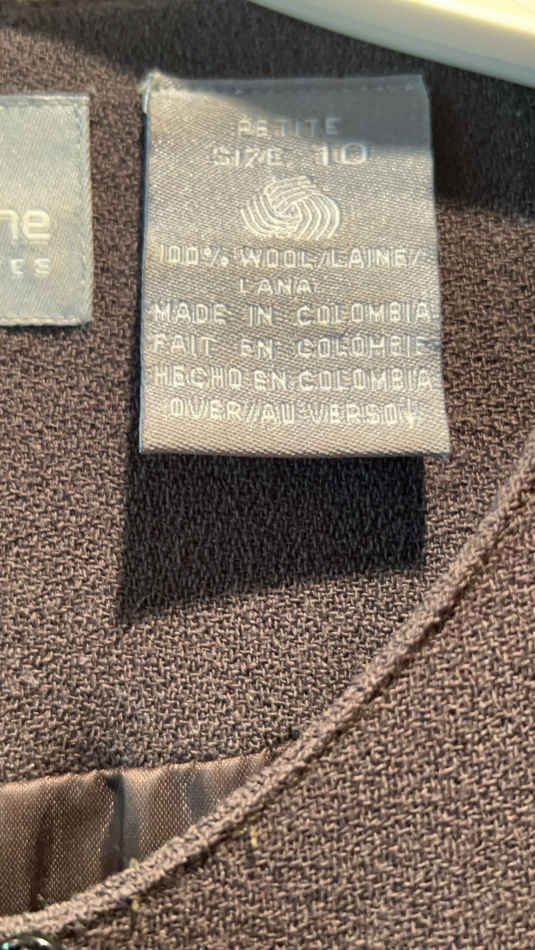 PETITE
SIZE 10
100% WOOL/LAINE/
LANA
MADE IN COLOMBIA
FAIT EN COLOMBIE
HECHO EN COLOMBIA
OVER/AU VERSO